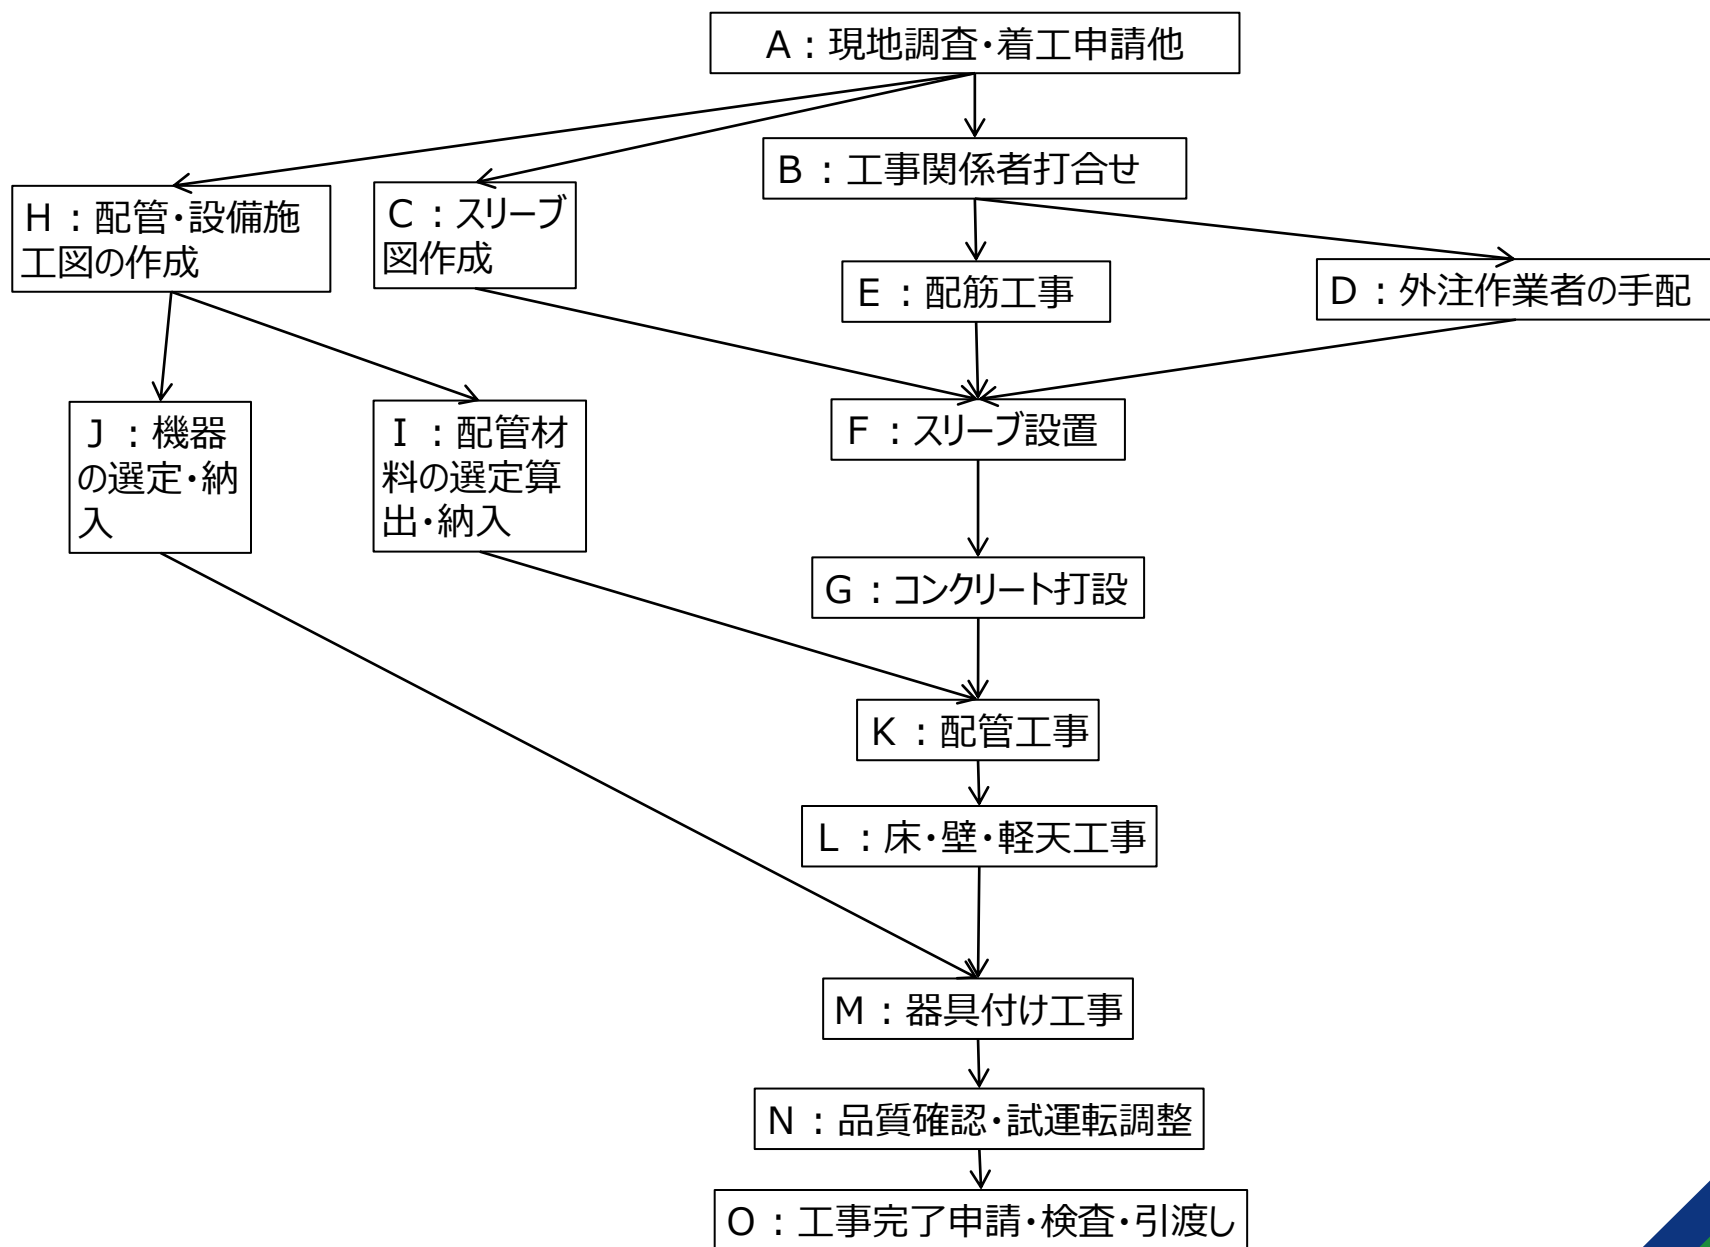 A：現地調査・着工申請他
B：工事関係者打合せ
H：配管・設備施
工図の作成
C：スリーブ
図作成
E：配筋工事
D：外注作業者の手配
J：機器
の選定・納
入
I：配管材
料の選定算
出・納入
F：スリーブ設置
G：コンクリート打設
K：配管工事
L：床・壁・軽天工事
M：器具付け工事
N：品質確認・試運転調整
O：工事完了申請・検査・引渡し